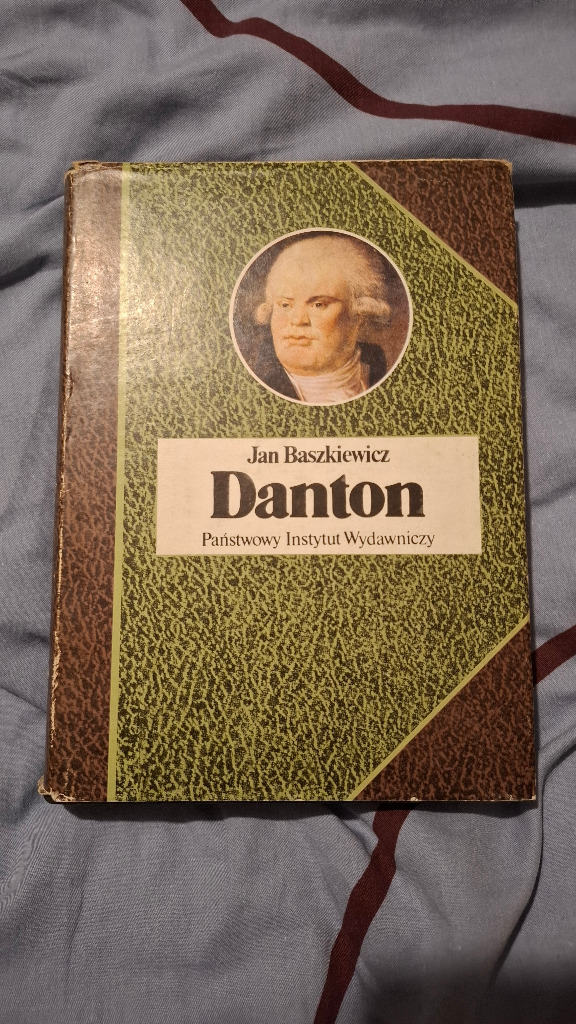 Jan Baszkiewicz
Danton
Państwowy Instytut Wydawniczy